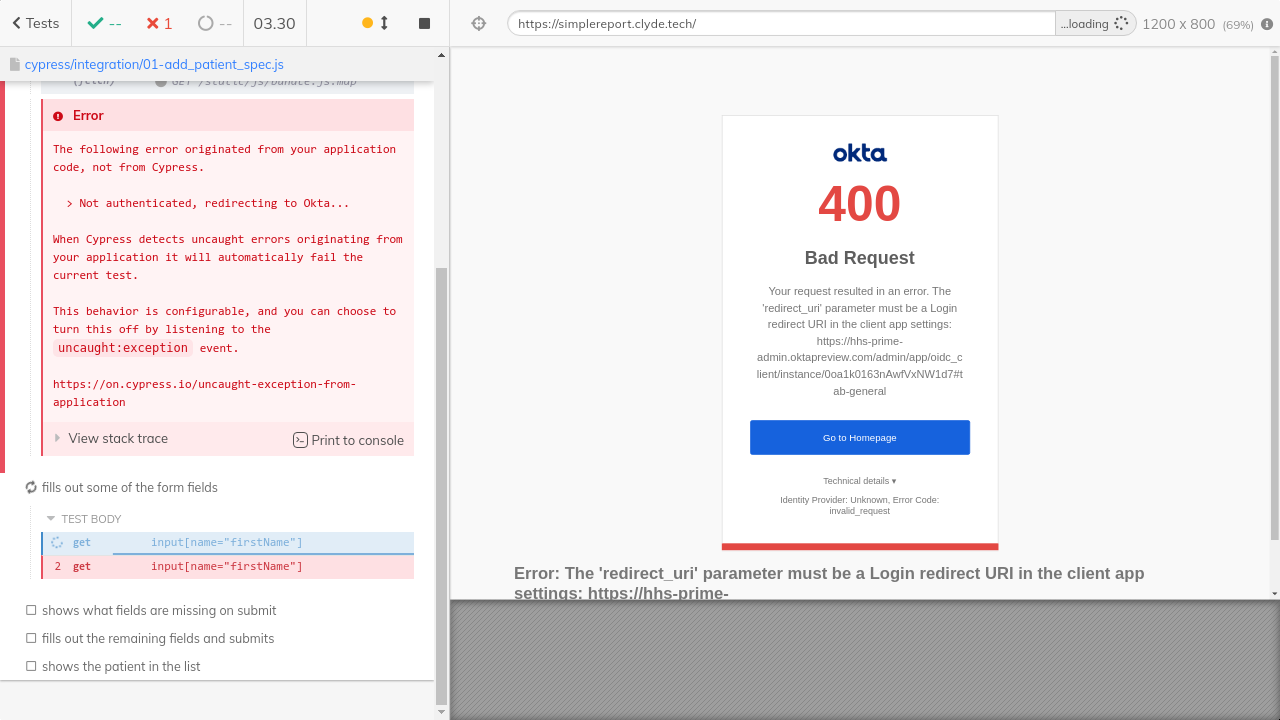 Tests
--
1
--
03.30
https://simplereport.clyde.tech/
...loading
1200 x 800 (69%)
cypress/integration/01-add_patient_spec.js
(fetch) GET /static/js/bundle.js.map
Error
The following error originated from your application
code, not from Cypress.
> Not authenticated, redirecting to Okta...
When Cypress detects uncaught errors originating from
your application it will automatically fail the
current test.
This behavior is configurable, and you can choose to
turn this off by listening to the
uncaught:exception event.
https://on.cypress.io/uncaught-exception-from-
application
View stack trace
Print to console
fills out some of the form fields
TEST BODY
get input[name="firstName"]
2 get input[name="firstName"]
shows what fields are missing on submit
fills out the remaining fields and submits
shows the patient in the list
okta
400
Bad Request
Your request resulted in an error. The
'redirect_uri' parameter must be a Login
redirect URI in the client app settings:
https://hhs-prime-
admin.oktapreview.com/admin/app/oidc_c
lient/instance/0oa1k0163nAwfVxNW1d7#t
ab-general
Go to Homepage
Technical details ▾
Identity Provider: Unknown, Error Code:
invalid_request
Error: The 'redirect_uri' parameter must be a Login redirect URI in the client app
settings: https://hhs-prime-